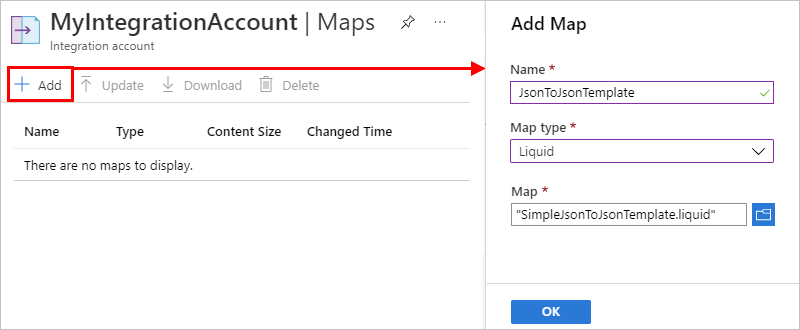 MyIntegrationAccount | Maps
Integration account
Add Update Download Delete
Name Type Content Size Changed Time
There are no maps to display.
Add Map
Name *
JsonToJsonTemplate
Map type *
Liquid
Map *
"SimpleJsonToJsonTemplate.liquid"
OK